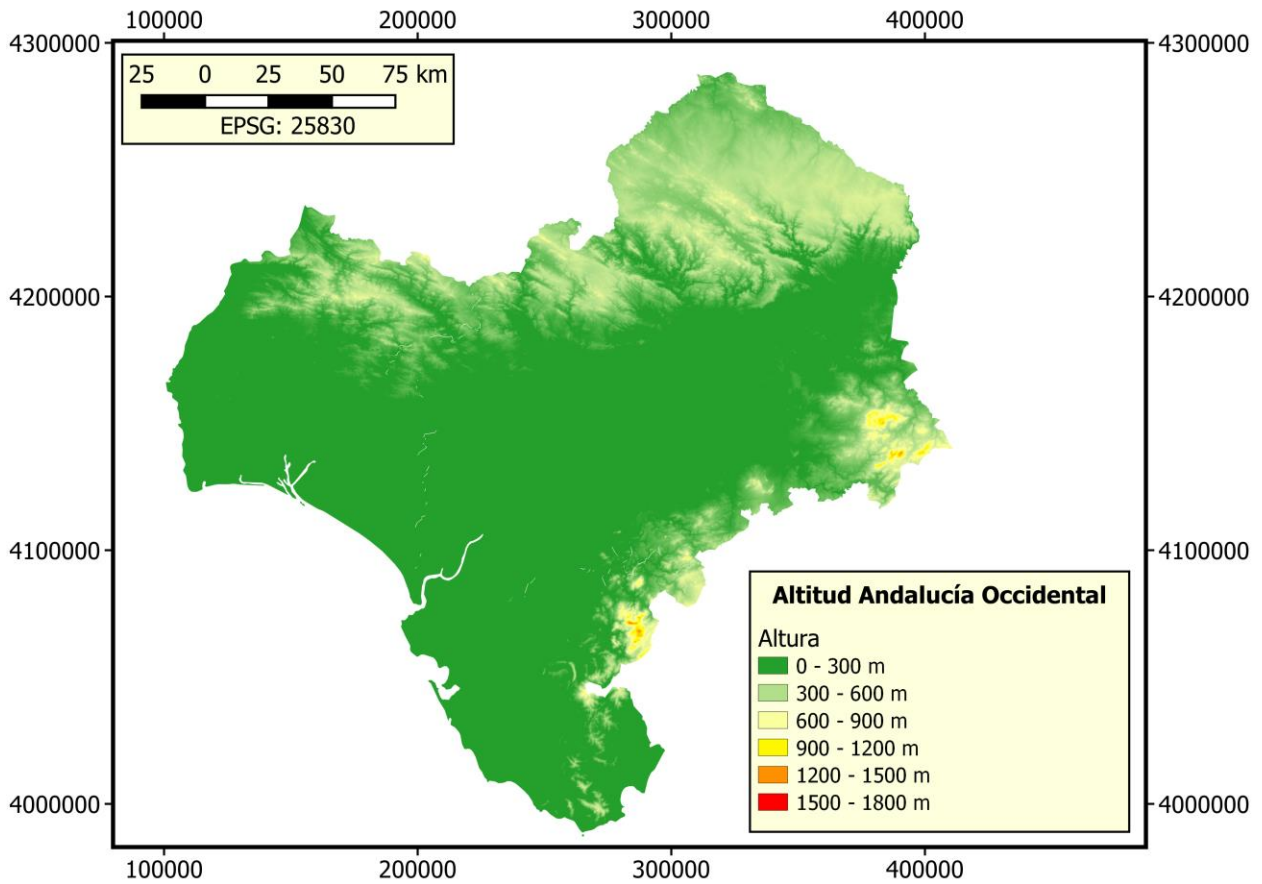 100000 200000 300000 400000
4300000 4300000
25 0 25 50 75 km
EPSG: 25830
4200000 4200000
4100000 4100000
Altitud Andalucía Occidental
Altura
0 - 300 m
300 - 600 m
600 - 900 m
900 - 1200 m
1200 - 1500 m
1500 - 1800 m
4000000 4000000
100000 200000 300000 400000